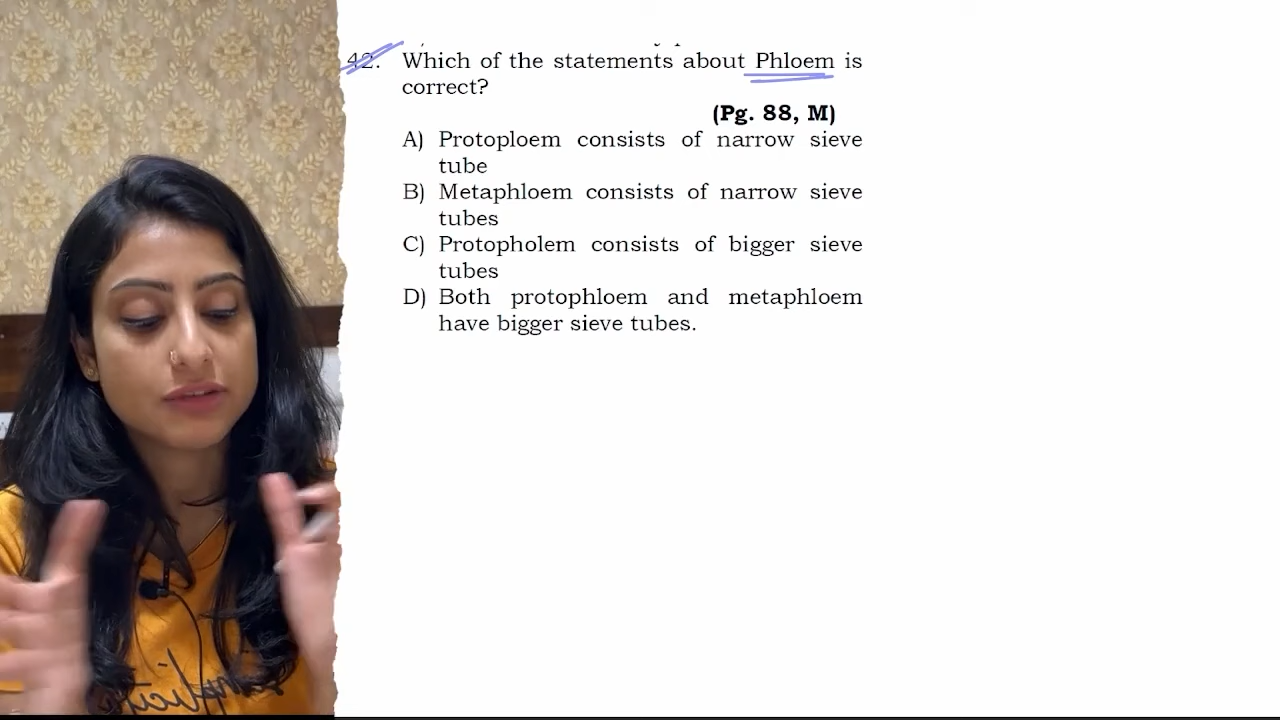 42. Which of the statements about Phloem is
correct?
(Pg. 88, M)
A) Protoploem consists of narrow sieve
tube
B) Metaphloem consists of narrow sieve
tubes
C) Protopholem consists of bigger sieve
tubes
D) Both protophloem and metaphloem
have bigger sieve tubes.